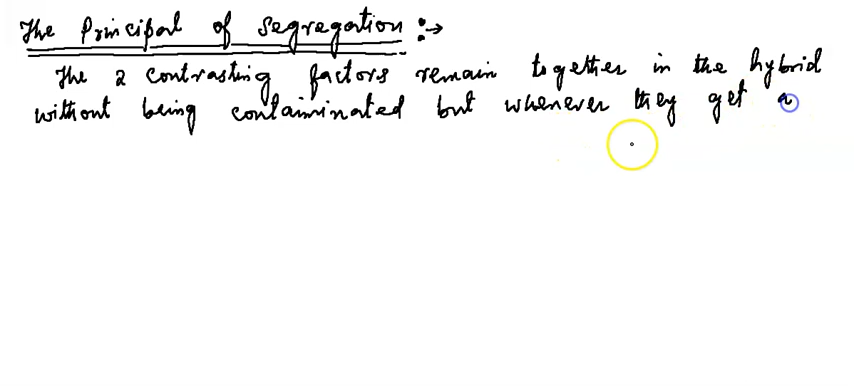 The Principal of Segregation :→
The 2 contrasting factors remain together in the hybrid
without being contaiminated but whenever they get a